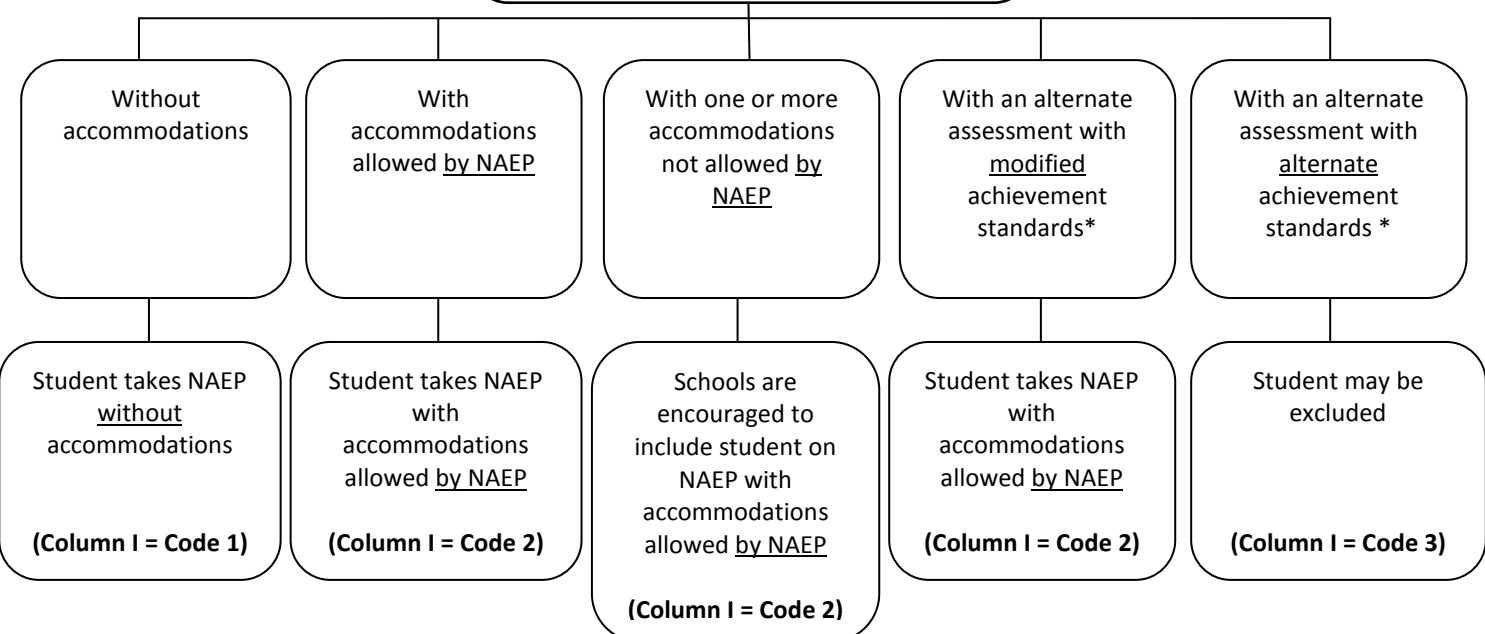 Without
accommodations
With
accommodations
allowed by NAEP
With one or more
accommodations
not allowed by
NAEP
With an alternate
assessment with
modified
achievement
standards*
With an alternate
assessment with
alternate
achievement
standards *
Student takes NAEP
without
accommodations
(Column I = Code 1)
Student takes NAEP
with
accommodations
allowed by NAEP
(Column I = Code 2)
Schools are
encouraged to
include student on
NAEP with
accommodations
allowed by NAEP
(Column I = Code 2)
Student takes NAEP
with
accommodations
allowed by NAEP
(Column I = Code 2)
Student may be
excluded
(Column I = Code 3)